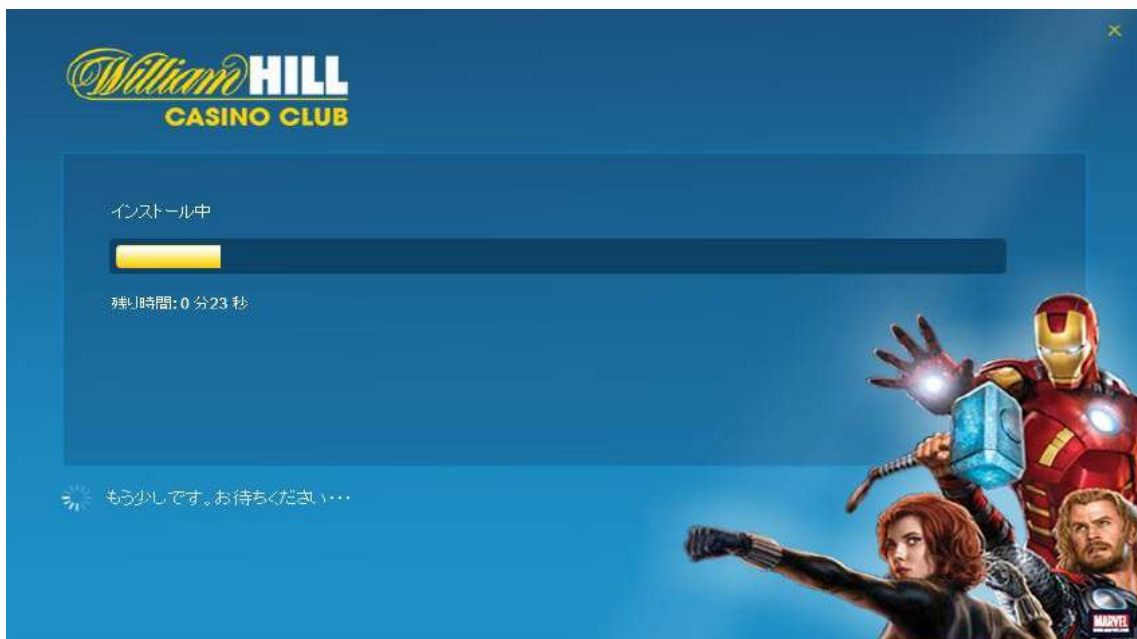 William HILL
CASINO CLUB
×
インストール中
残り時間: 0 分23 秒
もう少しです。お待ちください・・・
MARVEL